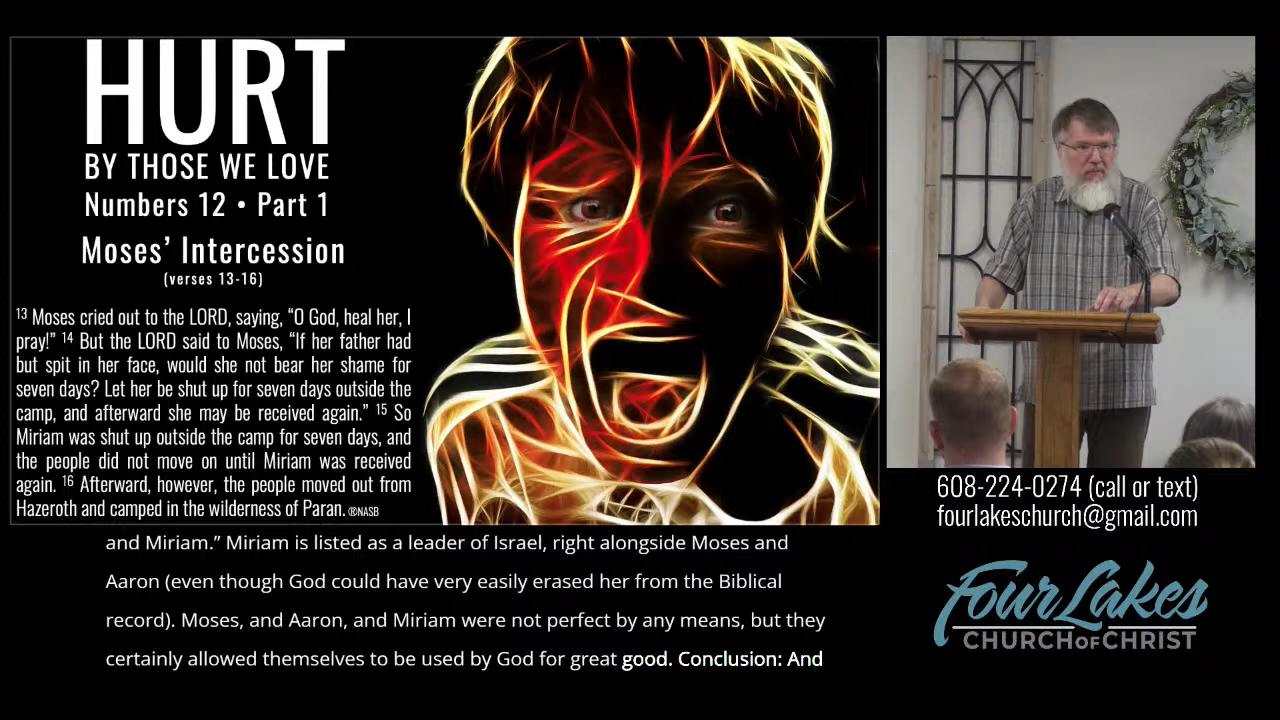 HURT
BY THOSE WE LOVE
Numbers 12 • Part 1
Moses’ Intercession
(verses 13-16)
13 Moses cried out to the LORD, saying, “O God, heal her, I
pray!” 14 But the LORD said to Moses, “If her father had
but spit in her face, would she not bear her shame for
seven days? Let her be shut up for seven days outside the
camp, and afterward she may be received again.” 15 So
Miriam was shut up outside the camp for seven days, and
the people did not move on until Miriam was received
again. 16 Afterward, however, the people moved out from
Hazeroth and camped in the wilderness of Paran. ®NASB
and Miriam.” Miriam is listed as a leader of Israel, right alongside Moses and
Aaron (even though God could have very easily erased her from the Biblical
record). Moses, and Aaron, and Miriam were not perfect by any means, but they
certainly allowed themselves to be used by God for great good. Conclusion: And
608-224-0274 (call or text)
fourlakeschurch@gmail.com
Four Lakes
CHURCH OF CHRIST